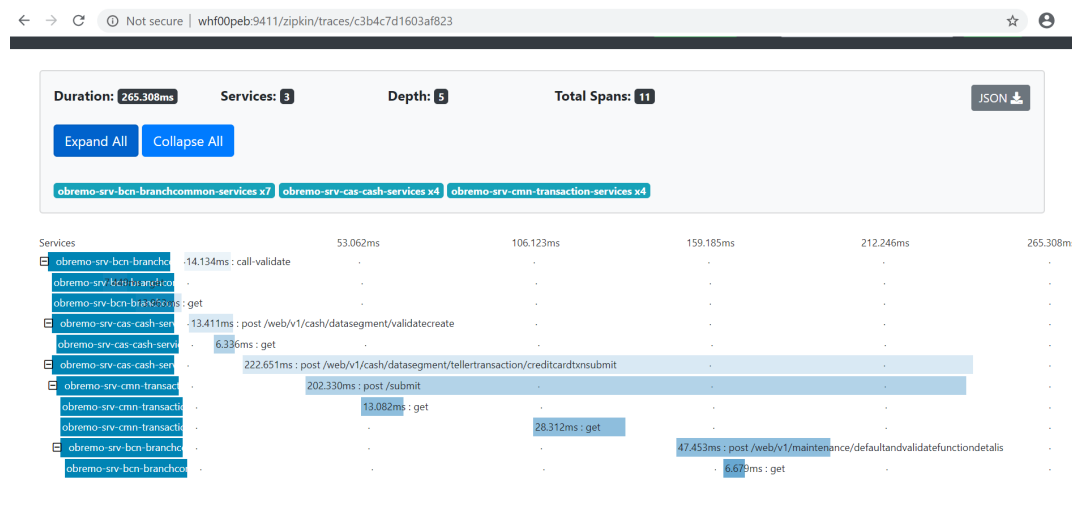 Not secure | whf00peb:9411/zipkin/traces/c3b4c7d1603af823
Duration: 265.308ms Services: 3 Depth: 5 Total Spans: 11 JSON
Expand All Collapse All
obremo-srv-bcn-branchcommon-services x7 obremo-srv-cas-cash-services x4 obremo-srv-cmn-transaction-services x4
Services 53.062ms 106.123ms 159.185ms 212.246ms 265.308ms
obremo-srv-bcn-branchc 14.134ms : call-validate
obremo-srv-bcn-branchco
obremo-srv-bcn-branchco : get
obremo-srv-cas-cash-serv 13.411ms : post /web/v1/cash/datasegment/validatecreate
obremo-srv-cas-cash-servi 6.336ms : get
obremo-srv-cas-cash-serv 222.651ms : post /web/v1/cash/datasegment/tellertransaction/creditcardtxnsubmit
obremo-srv-cmn-transact 202.330ms : post /submit
obremo-srv-cmn-transactio 13.082ms : get
obremo-srv-cmn-transactio 28.312ms : get
obremo-srv-bcn-branchc 47.453ms : post /web/v1/maintenance/defaultandvalidatefunctiondetalis
obremo-srv-bcn-branchcor 6.679ms : get